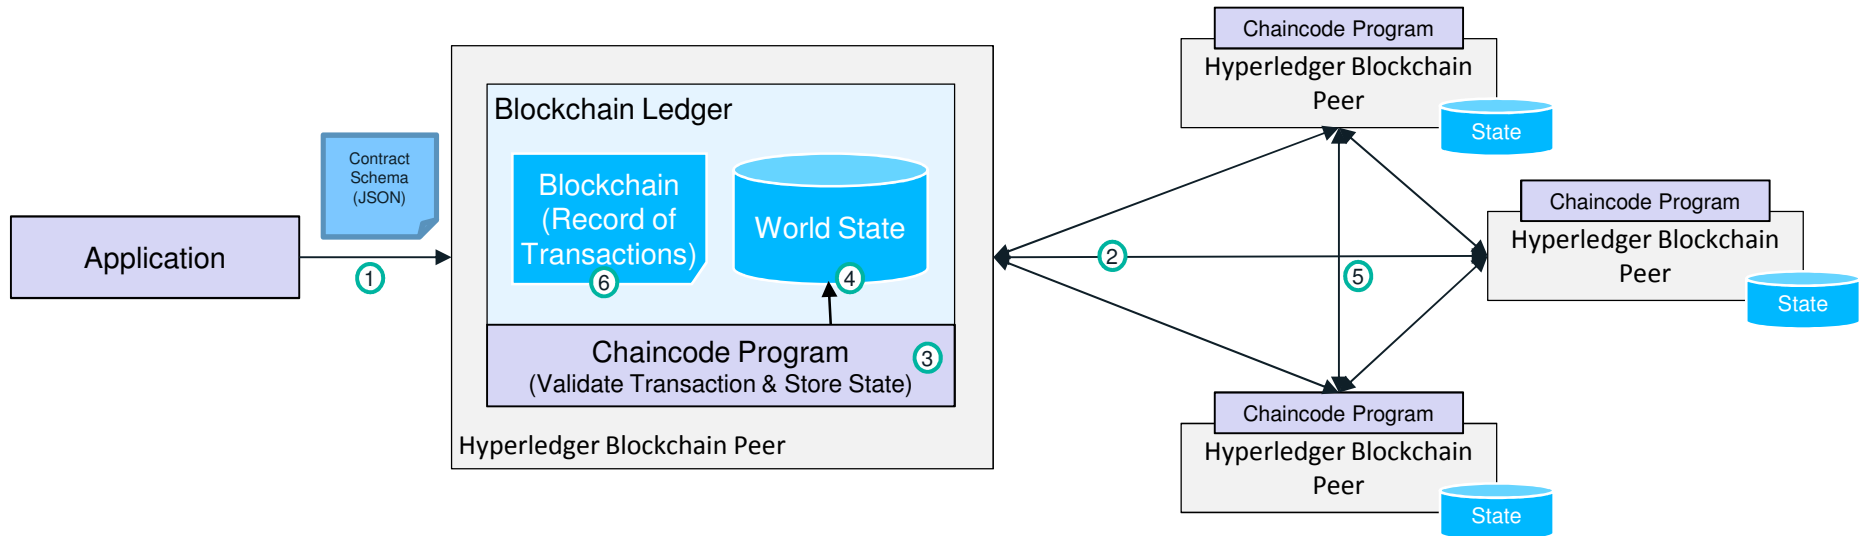 Application
Contract
Schema
(JSON)
1
Blockchain Ledger
Blockchain
(Record of
Transactions)
6
World State
4
Chaincode Program
(Validate Transaction & Store State)
3
Hyperledger Blockchain Peer
2
5
Chaincode Program
Hyperledger Blockchain
Peer
State
Chaincode Program
Hyperledger Blockchain
Peer
State
Chaincode Program
Hyperledger Blockchain
Peer
State